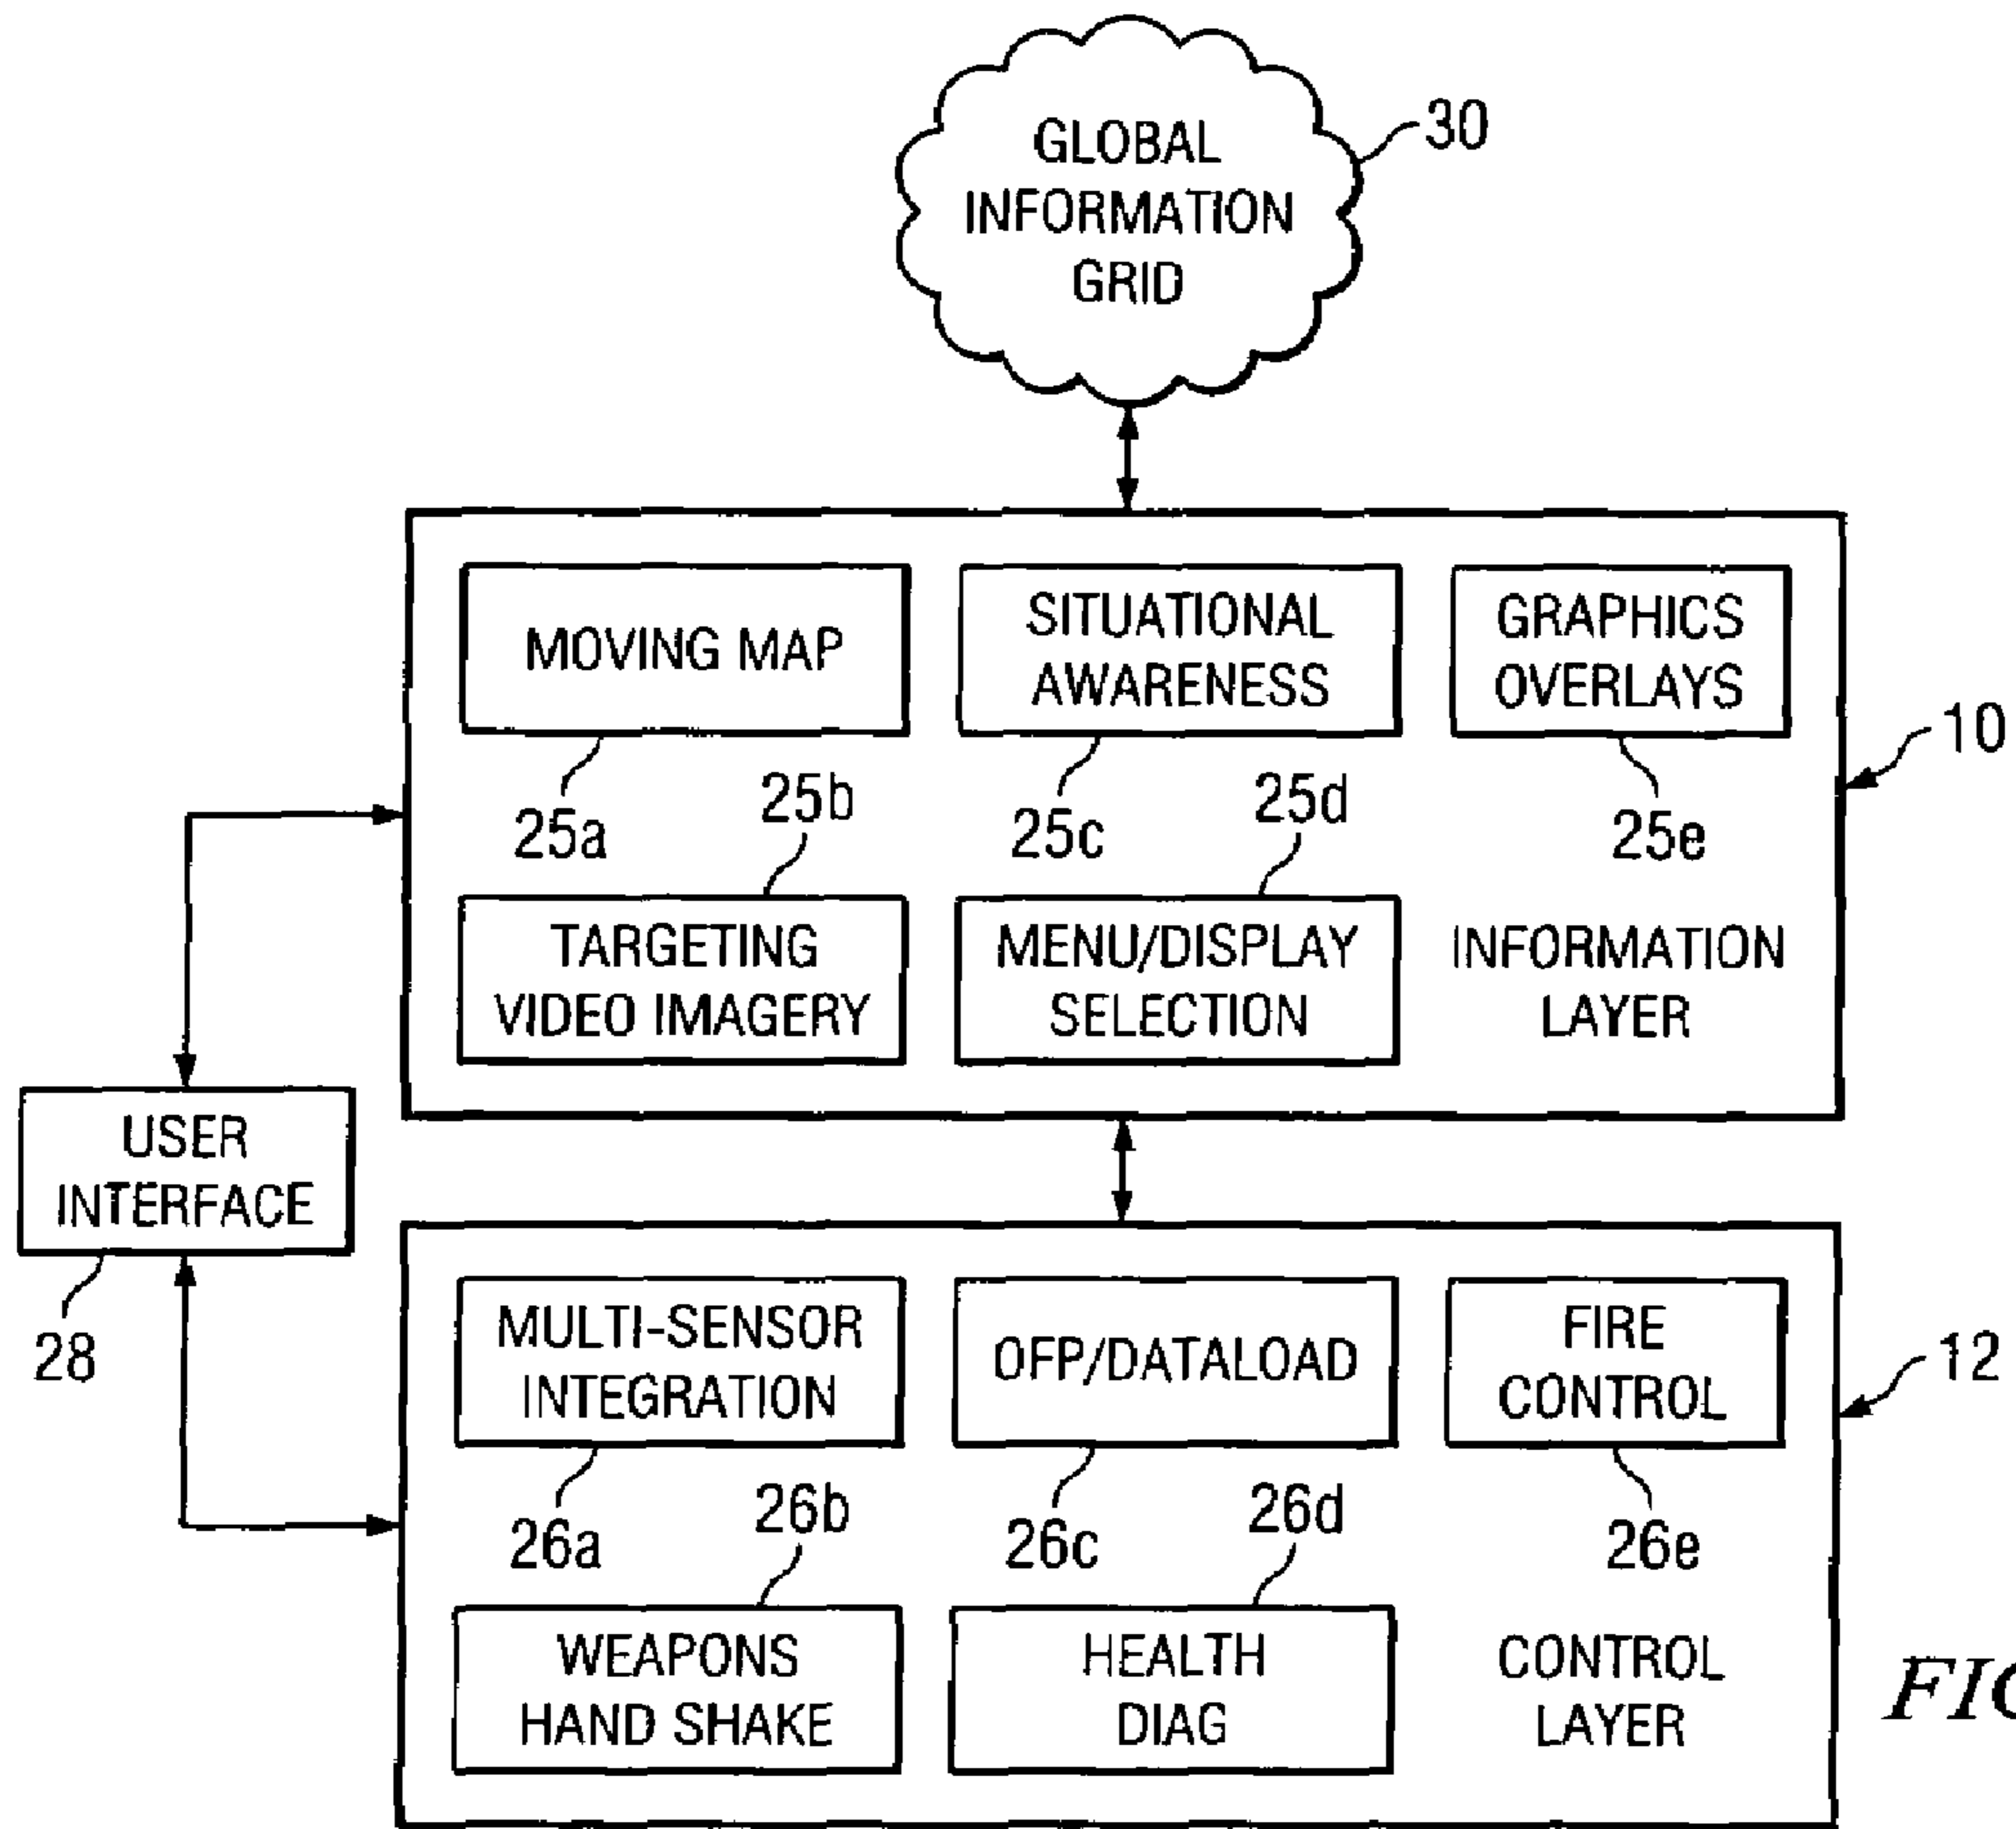 GLOBAL
INFORMATION
GRID
30
MOVING MAP
25a
SITUATIONAL
AWARENESS
25c
GRAPHICS
OVERLAYS
25e
10
25b
TARGETING
VIDEO IMAGERY
25d
MENU/DISPLAY
SELECTION
INFORMATION
LAYER
USER
INTERFACE
28
MULTI-SENSOR
INTEGRATION
26a
OFP/DATALOAD
26c
FIRE
CONTROL
26e
12
26b
WEAPONS
HAND SHAKE
26d
HEALTH
DIAG
CONTROL
LAYER